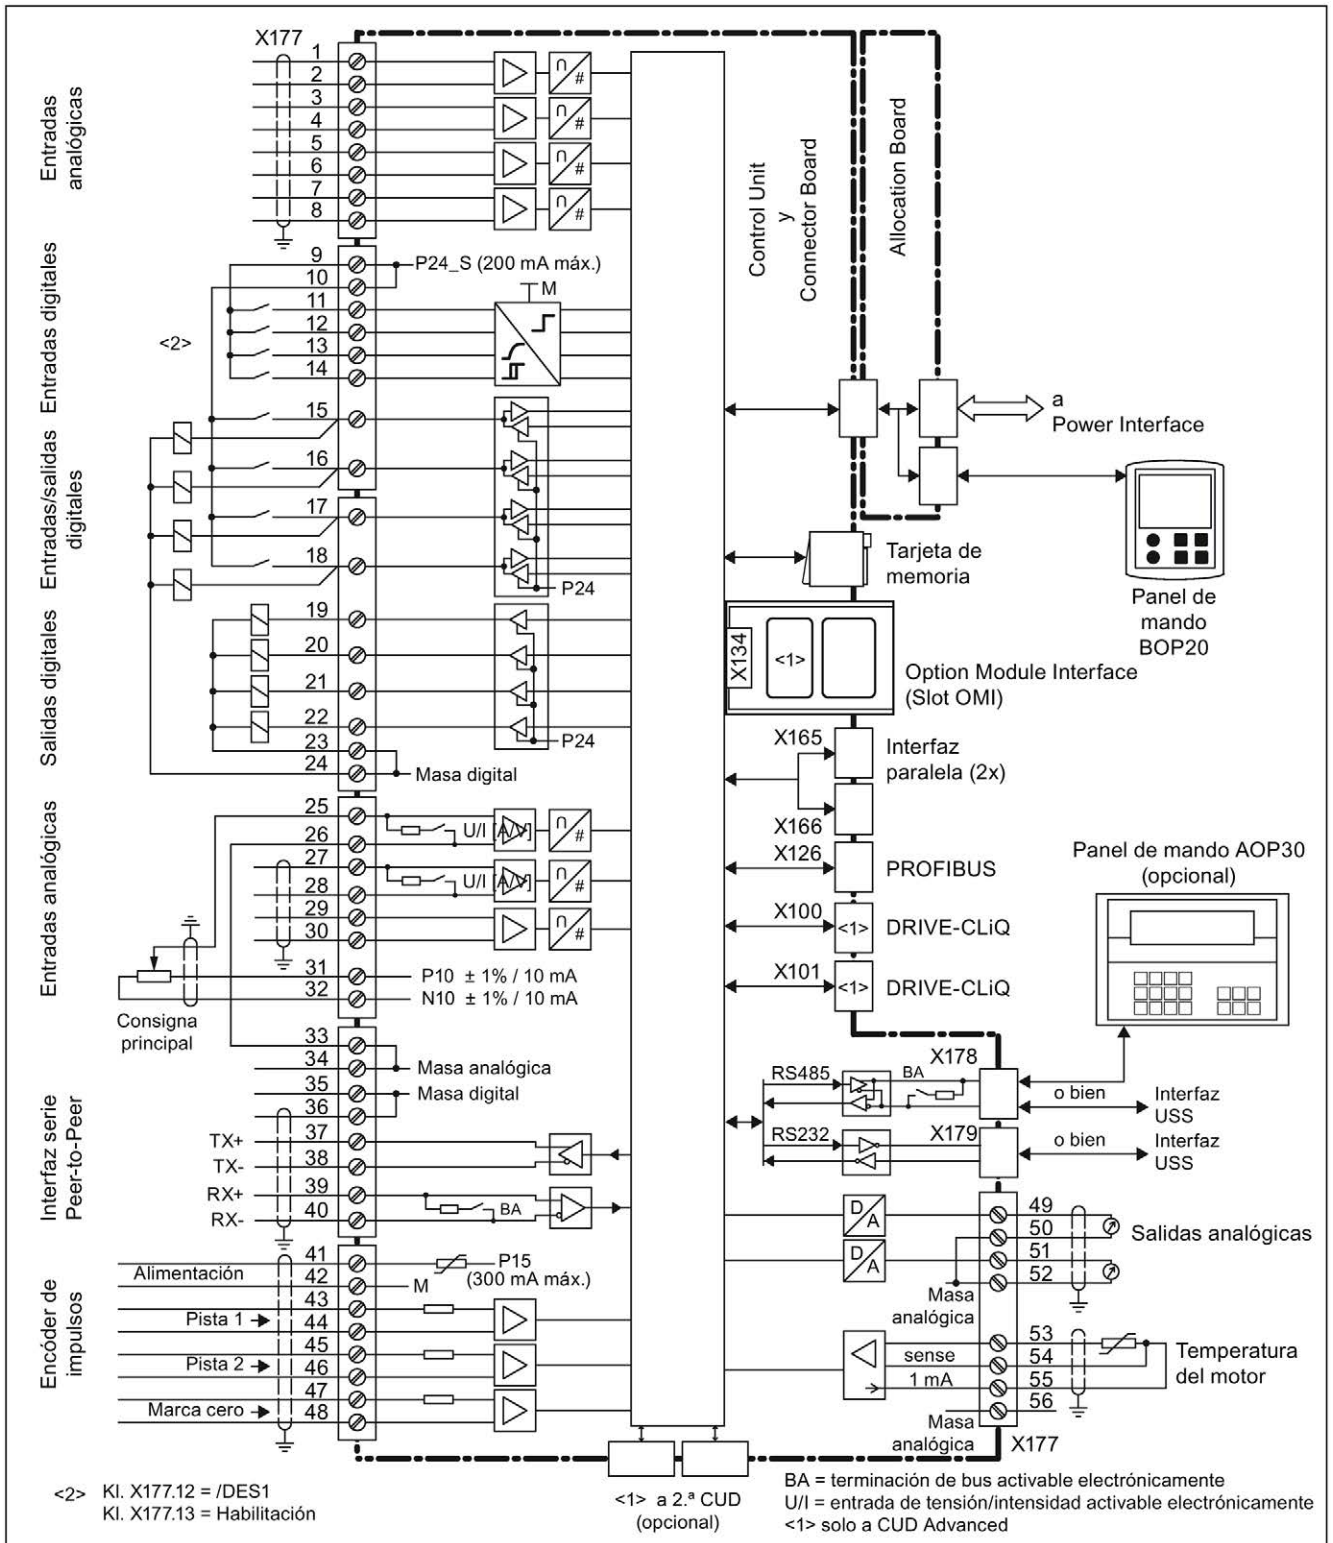 X177
1
2
3
4
5
6
7
8
Entradas
analógicas
∩
#
∩
#
∩
#
∩
#
Control Unit
y
Connector Board
Allocation Board
Entradas digitales
9
10
11
12
13
14
P24_S (200 mA máx.)
M
<2>
Entradas/salidas
digitales
15
16
17
18
P24
Salidas digitales
19
20
21
22
23
24
P24
Masa digital
a
Power Interface
Panel de
mando
BOP20
Tarjeta de
memoria
X134
<1>
Option Module Interface
(Slot OMI)
X165
X166
Interfaz
paralela (2x)
X126
PROFIBUS
X100
<1>
DRIVE-CLiQ
X101
<1>
DRIVE-CLiQ
Panel de mando AOP30
(opcional)
Entradas analógicas
25
26
27
28
29
30
31
32
U/I [A/V]
∩
#
U/I [A/V]
∩
#
∩
#
P10 ± 1% / 10 mA
N10 ± 1% / 10 mA
Consigna
principal
33
34
35
36
Masa analógica
Masa digital
Interfaz serie
Peer-to-Peer
TX+
37
TX-
38
RX+
39
RX-
40
BA
X178
RS485
BA
o bien
Interfaz
USS
X179
RS232
o bien
Interfaz
USS
Encóder de
impulsos
41
42
43
44
45
46
47
48
Alimentación
P15
(300 mA máx.)
M
Pista 1
Pista 2
Marca cero
D
A
D
A
49
50
51
52
Salidas analógicas
Masa
analógica
53
54
55
56
sense
1 mA
Temperatura
del motor
Masa
analógica
X177
<2> Kl. X177.12 = /DES1
Kl. X177.13 = Habilitación
<1> a 2.ª CUD
(opcional)
BA = terminación de bus activable electrónicamente
U/I = entrada de tensión/intensidad activable electrónicamente
<1> solo a CUD Advanced